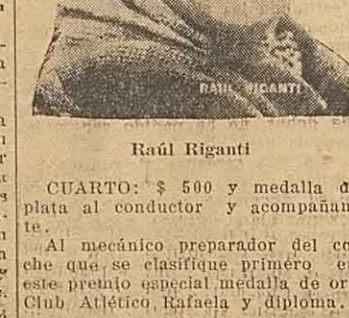 RAUL RIGANTI
Raúl Riganti
CUARTO: $ 500 y medalla d
plata al conductor y acompañan
te.
Al mecánico preparador del co
che que se clasifique primero e
este premio especial medalla de or
Club Atlético Rafaela y diploma.